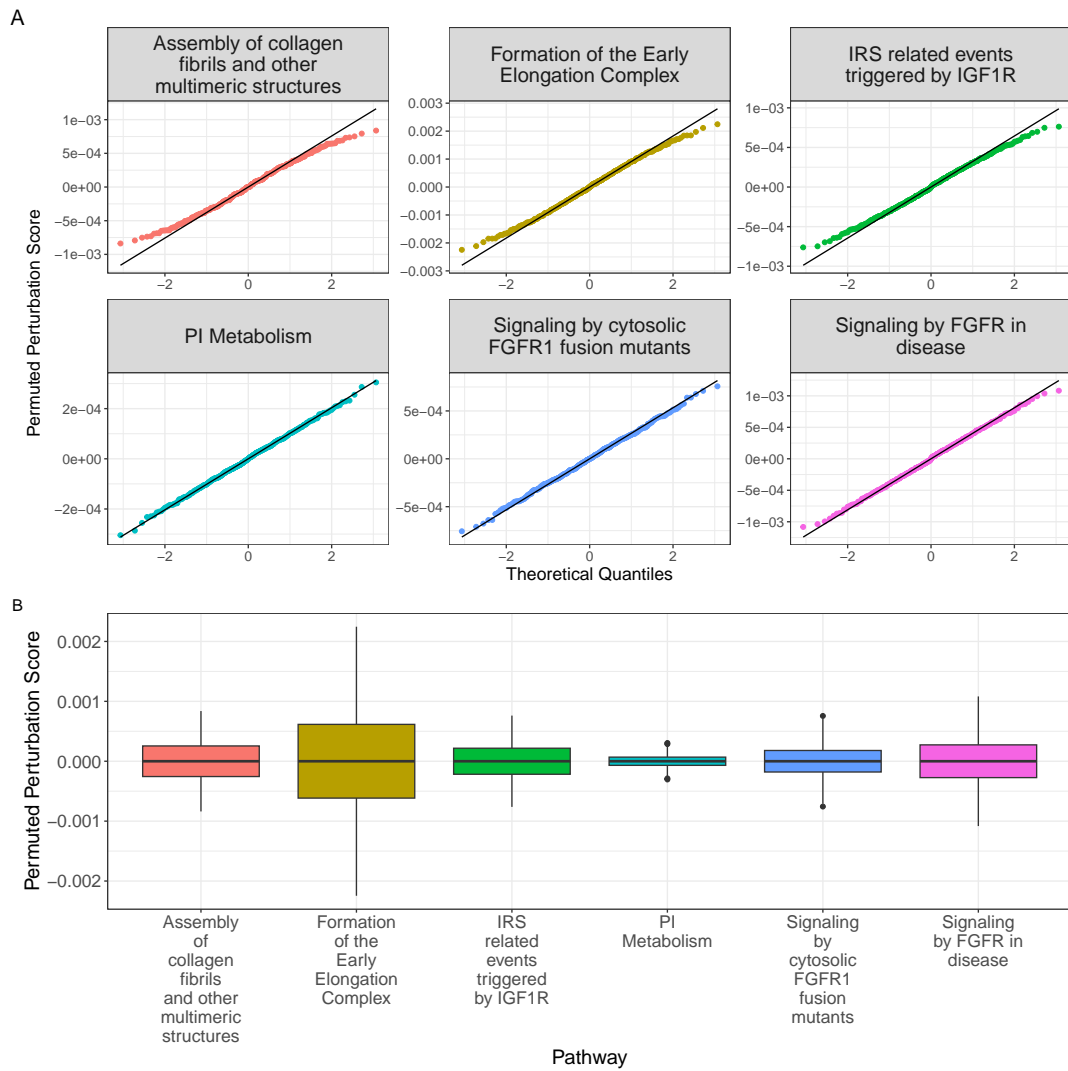 A
Assembly of collagen
fibrils and other
multimeric structures
Formation of the Early
Elongation Complex
IRS related events
triggered by IGF1R
1e−03
5e−04
0e+00
−5e−04
−1e−03
0.003
0.002
0.001
0.000
−0.001
−0.002
−0.003
1e−03
5e−04
0e+00
−5e−04
−1e−03
−2 0 2
−2 0 2
−2 0 2
Permuted Perturbation Score
PI Metabolism
Signaling by cytosolic
FGFR1 fusion mutants
Signaling by FGFR in
disease
2e−04
0e+00
−2e−04
5e−04
0e+00
−5e−04
1e−03
5e−04
0e+00
−5e−04
−1e−03
−2 0 2
−2 0 2
−2 0 2
Theoretical Quantiles
B
Permuted Perturbation Score
0.002
0.001
0.000
−0.001
−0.002
Assembly
of
collagen
fibrils
and other
multimeric
structures
Formation
of the
Early
Elongation
Complex
IRS
related
events
triggered
by IGF1R
PI
Metabolism
Signaling
by
cytosolic
FGFR1
fusion
mutants
Signaling
by FGFR in
disease
Pathway